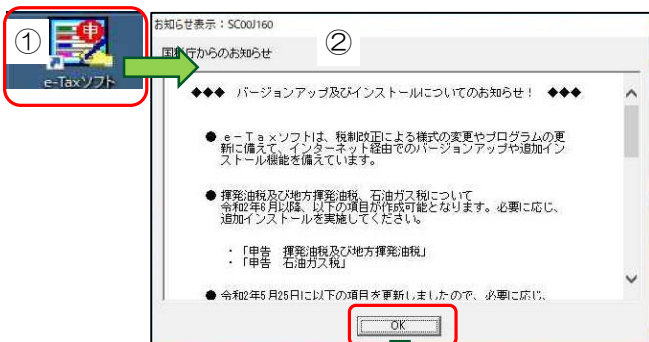 ①
e-Taxソフト
お知らせ表示：SC00J160
国税庁からのお知らせ
②
◆◆◆ バージョンアップ及びインストールについてのお知らせ！ ◆◆◆
● ｅ－Ｔａｘソフトは、税制改正による様式の変更やプログラムの更
新に備えて、インターネット経由でのバージョンアップや追加イン
ストール機能を備えています。
● 揮発油税及び地方揮発油税、石油ガス税について
令和2年6月以降、以下の項目が作成可能となります。必要に応じ、
追加インストールを実施してください。
・「申告 揮発油税及び地方揮発油税」
・「申告 石油ガス税」
● 令和2年5月25日に以下の項目を更新しましたので、必要に応じ、
OK